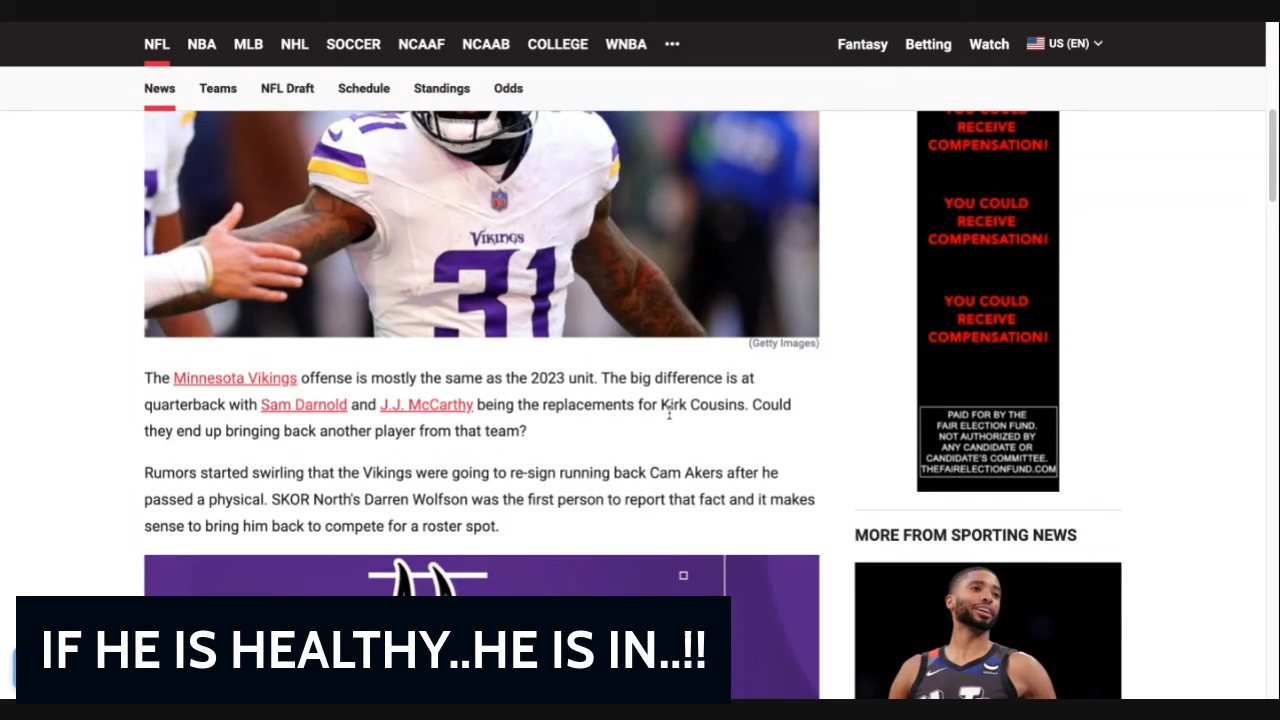 NFL NBA MLB NHL SOCCER NCAAF NCAAB COLLEGE WNBA ••• Fantasy Betting Watch US (EN)
News Teams NFL Draft Schedule Standings Odds
VIKINGS
31
(Getty Images)
The Minnesota Vikings offense is mostly the same as the 2023 unit. The big difference is at
quarterback with Sam Darnold and J.J. McCarthy being the replacements for Kirk Cousins. Could
they end up bringing back another player from that team?
Rumors started swirling that the Vikings were going to re-sign running back Cam Akers after he
passed a physical. SKOR North's Darren Wolfson was the first person to report that fact and it makes
sense to bring him back to compete for a roster spot.
YOU COULD
RECEIVE
COMPENSATION!
YOU COULD
RECEIVE
COMPENSATION!
YOU COULD
RECEIVE
COMPENSATION!
PAID FOR BY THE
FAIR ELECTION FUND.
NOT AUTHORIZED BY
ANY CANDIDATE OR
CANDIDATE'S COMMITTEE.
THEFAIRELECTIONFUND.COM
MORE FROM SPORTING NEWS
IF HE IS HEALTHY..HE IS IN..!!